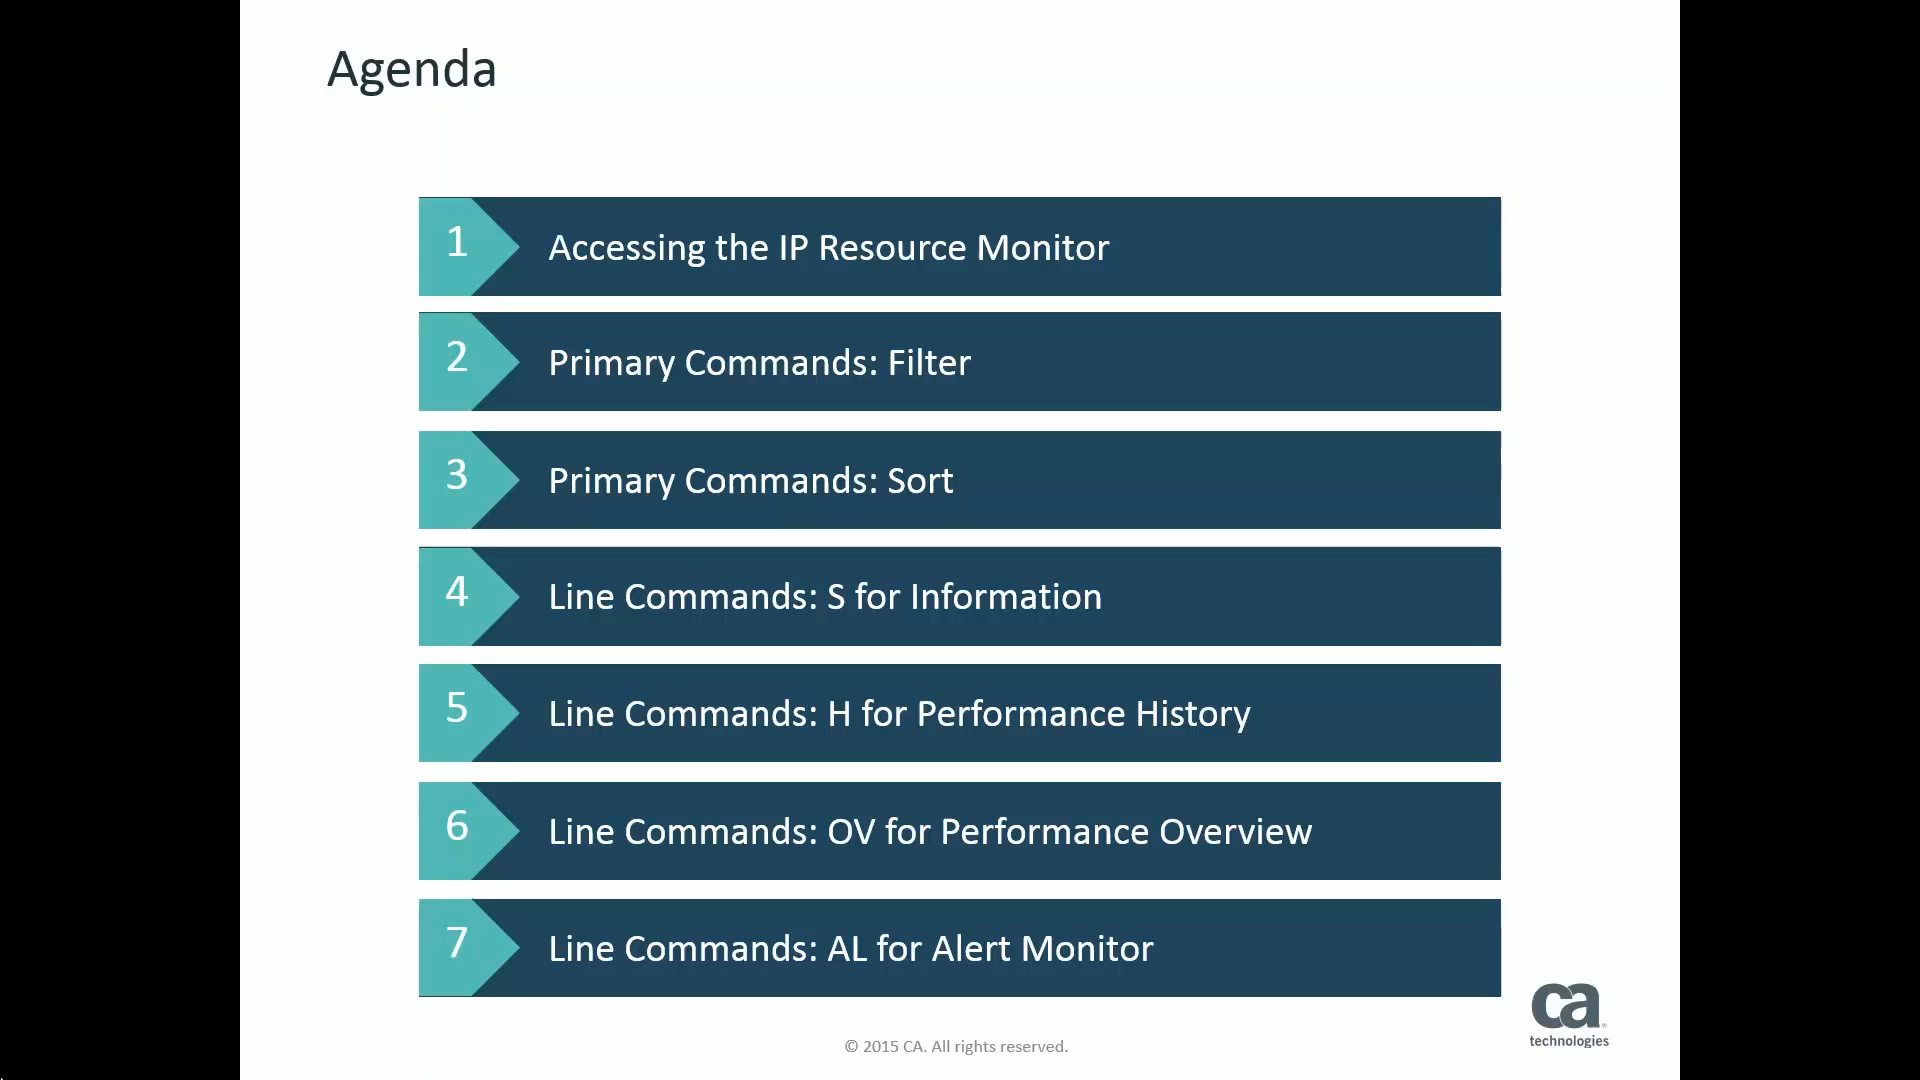 Agenda
1 Accessing the IP Resource Monitor
2 Primary Commands: Filter
3 Primary Commands: Sort
4 Line Commands: S for Information
5 Line Commands: H for Performance History
6 Line Commands: OV for Performance Overview
7 Line Commands: AL for Alert Monitor
ca
technologies
© 2015 CA. All rights reserved.